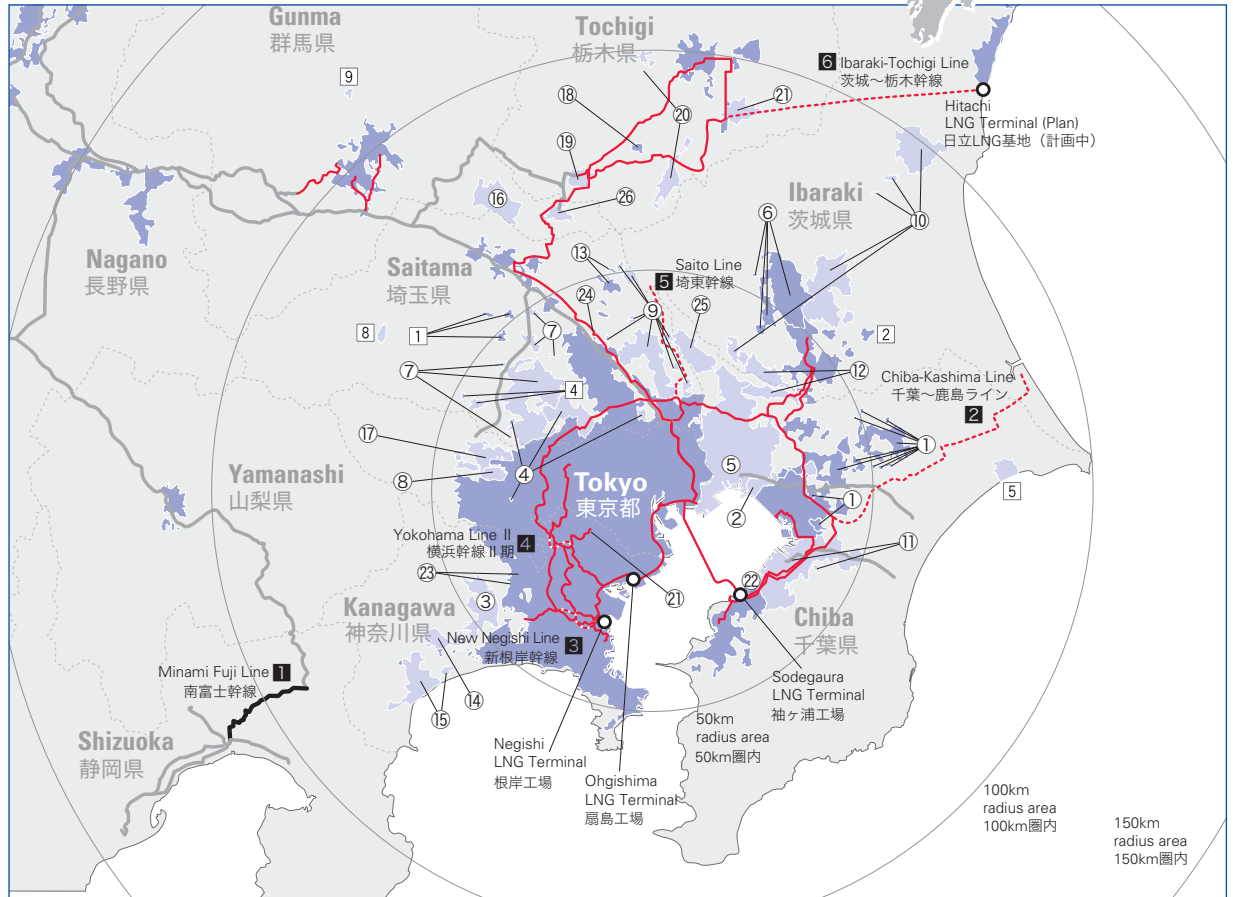 Gunma
群馬県
9
Tochigi
栃木県
6 Ibaraki-Tochigi Line
茨城～栃木幹線
Hitachi
LNG Terminal (Plan)
日立LNG基地（計画中）
⑱
⑳
㉑
⑲
⑯
㉖
Ibaraki
茨城県
⑩
⑥
Nagano
長野県
Saitama
埼玉県
⑬
5 Saito Line
埼東幹線
㉔
⑨
㉕
8
1
⑦
2
⑦
4
⑫
Chiba-Kashima Line
千葉～鹿島ライン
2
⑰
⑧
④
①
⑤
5
Yamanashi
山梨県
Tokyo
東京都
②
①
Yokohama Line Ⅱ
横浜幹線Ⅱ期
4
⑪
㉓
㉑
㉒
③
Kanagawa
神奈川県
New Negishi Line
新根岸幹線
3
Chiba
千葉県
Minami Fuji Line 1
南富士幹線
⑭
⑮
Sodegaura
LNG Terminal
袖ヶ浦工場
Shizuoka
静岡県
Negishi
LNG Terminal
根岸工場
Ohgishima
LNG Terminal
扇島工場
50km
radius area
50km圏内
100km
radius area
100km圏内
150km
radius area
150km圏内